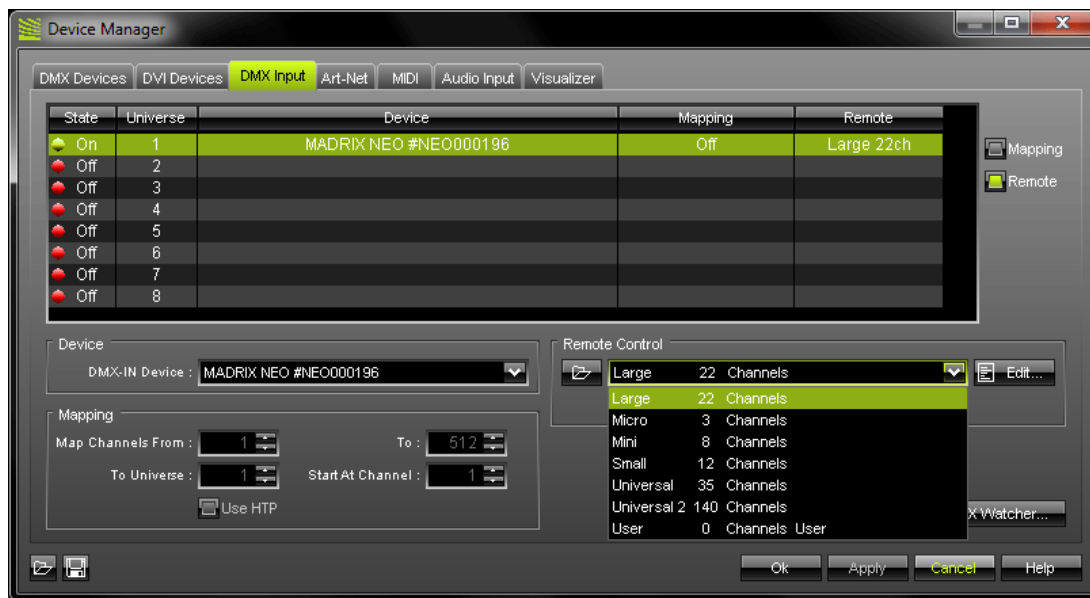 Device Manager
DMX Devices DVI Devices DMX Input Art-Net MIDI Audio Input Visualizer
State Universe Device Mapping Remote
On 1 MADRIX NEO #NEO000196 Off Large 22ch
Off 2
Off 3
Off 4
Off 5
Off 6
Off 7
Off 8
Mapping
Remote
Device
DMX-IN Device : MADRIX NEO #NEO000196
Mapping
Map Channels From : 1 To : 512
To Universe : 1 Start At Channel : 1
Use HTP
Remote Control
Large 22 Channels Edit...
Large 22 Channels
Micro 3 Channels
Mini 8 Channels
Small 12 Channels
Universal 35 Channels
Universal 2 140 Channels
User 0 Channels User
X Watcher...
Ok Apply Cancel Help